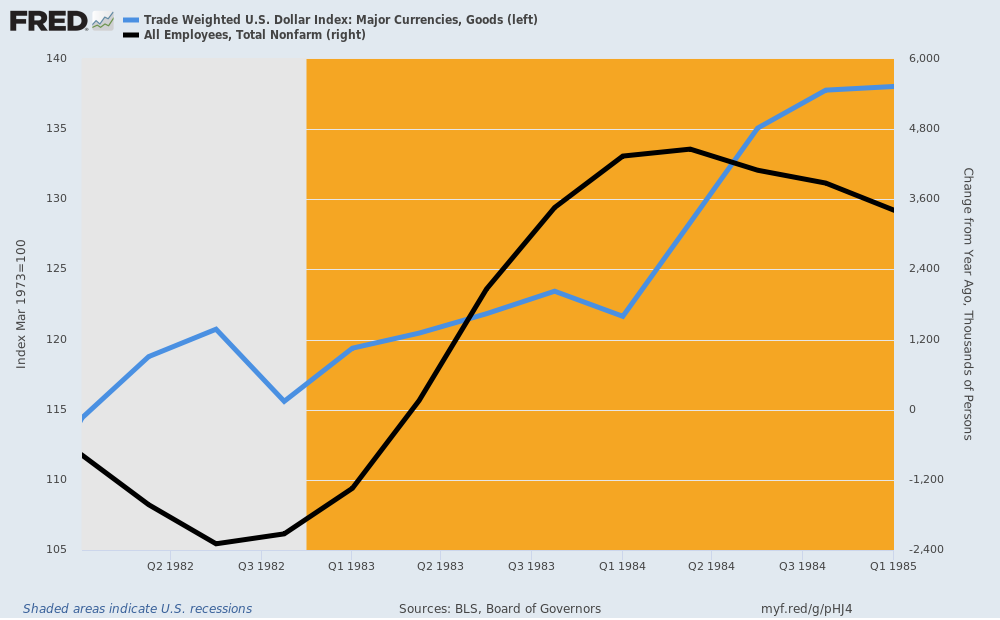 FRED
Trade Weighted U.S. Dollar Index: Major Currencies, Goods (left)
All Employees, Total Nonfarm (right)
140 6,000
135 4,800
130 3,600
125 2,400
120 1,200
115 0
110 -1,200
105 -2,400
Index Mar 1973=100
Change from Year Ago, Thousands of Persons
Q2 1982 Q3 1982 Q1 1983 Q2 1983 Q3 1983 Q1 1984 Q2 1984 Q3 1984 Q1 1985
Shaded areas indicate U.S. recessions Sources: BLS, Board of Governors myf.red/g/pHJ4